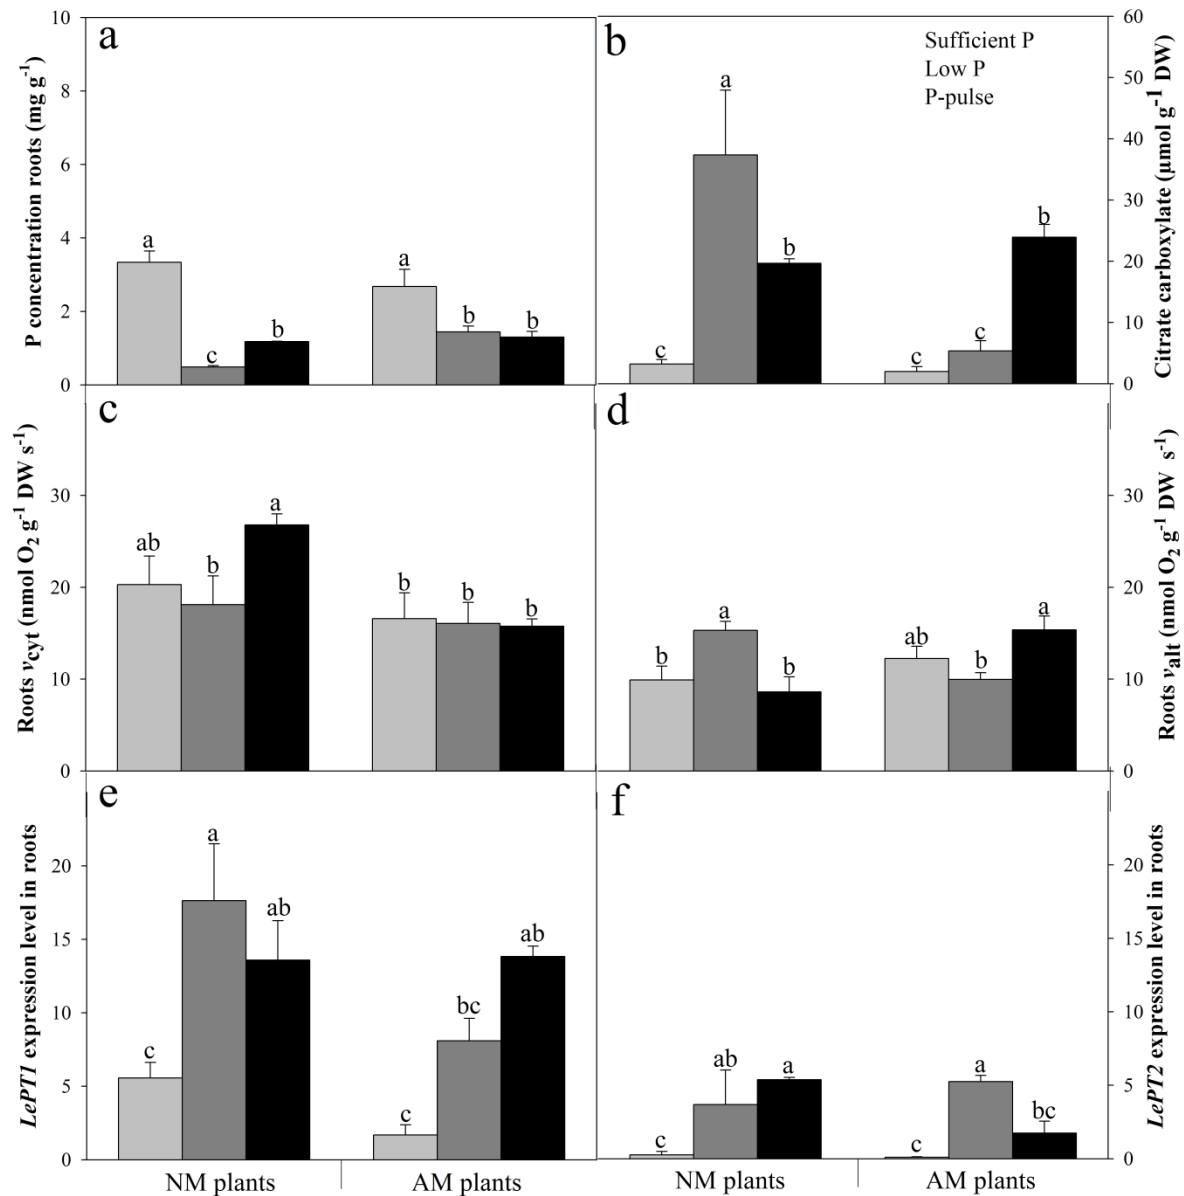 a
P concentration roots (mg g-1)
10
8
6
4
2
0
a
c
b
a
b
b
b
Sufficient P
Low P
P-pulse
Citrate carboxylate (µmol g-1 DW)
60
50
40
30
20
10
0
c
a
b
c
c
b
c
Roots vcyt (nmol O2 g-1 DW s-1)
30
20
10
0
ab
b
a
b
b
b
d
Roots valt (nmol O2 g-1 DW s-1)
30
20
10
0
b
a
b
ab
b
a
e
LePT1 expression level in roots
20
15
10
5
0
c
a
ab
c
bc
ab
NM plants
AM plants
f
LePT2 expression level in roots
20
15
10
5
0
c
ab
a
c
a
bc
NM plants
AM plants